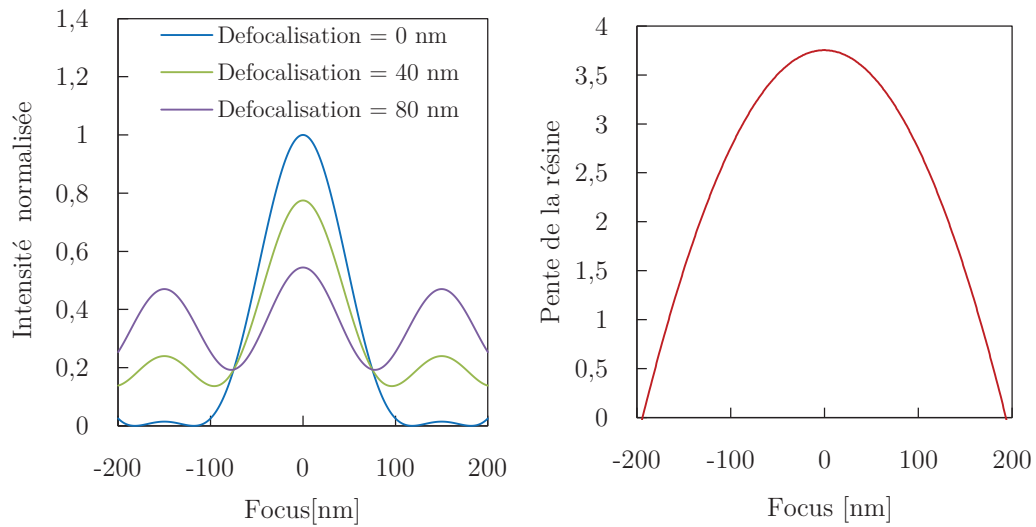 1,4
1,2
1
0,8
0,6
0,4
0,2
0
Intensité normalisée
Defocalisation = 0 nm
Defocalisation = 40 nm
Defocalisation = 80 nm
-200 -100 0 100 200
Focus[nm]
4
3,5
3
2,5
2
1,5
1
0,5
0
Pente de la résine
-200 -100 0 100 200
Focus [nm]